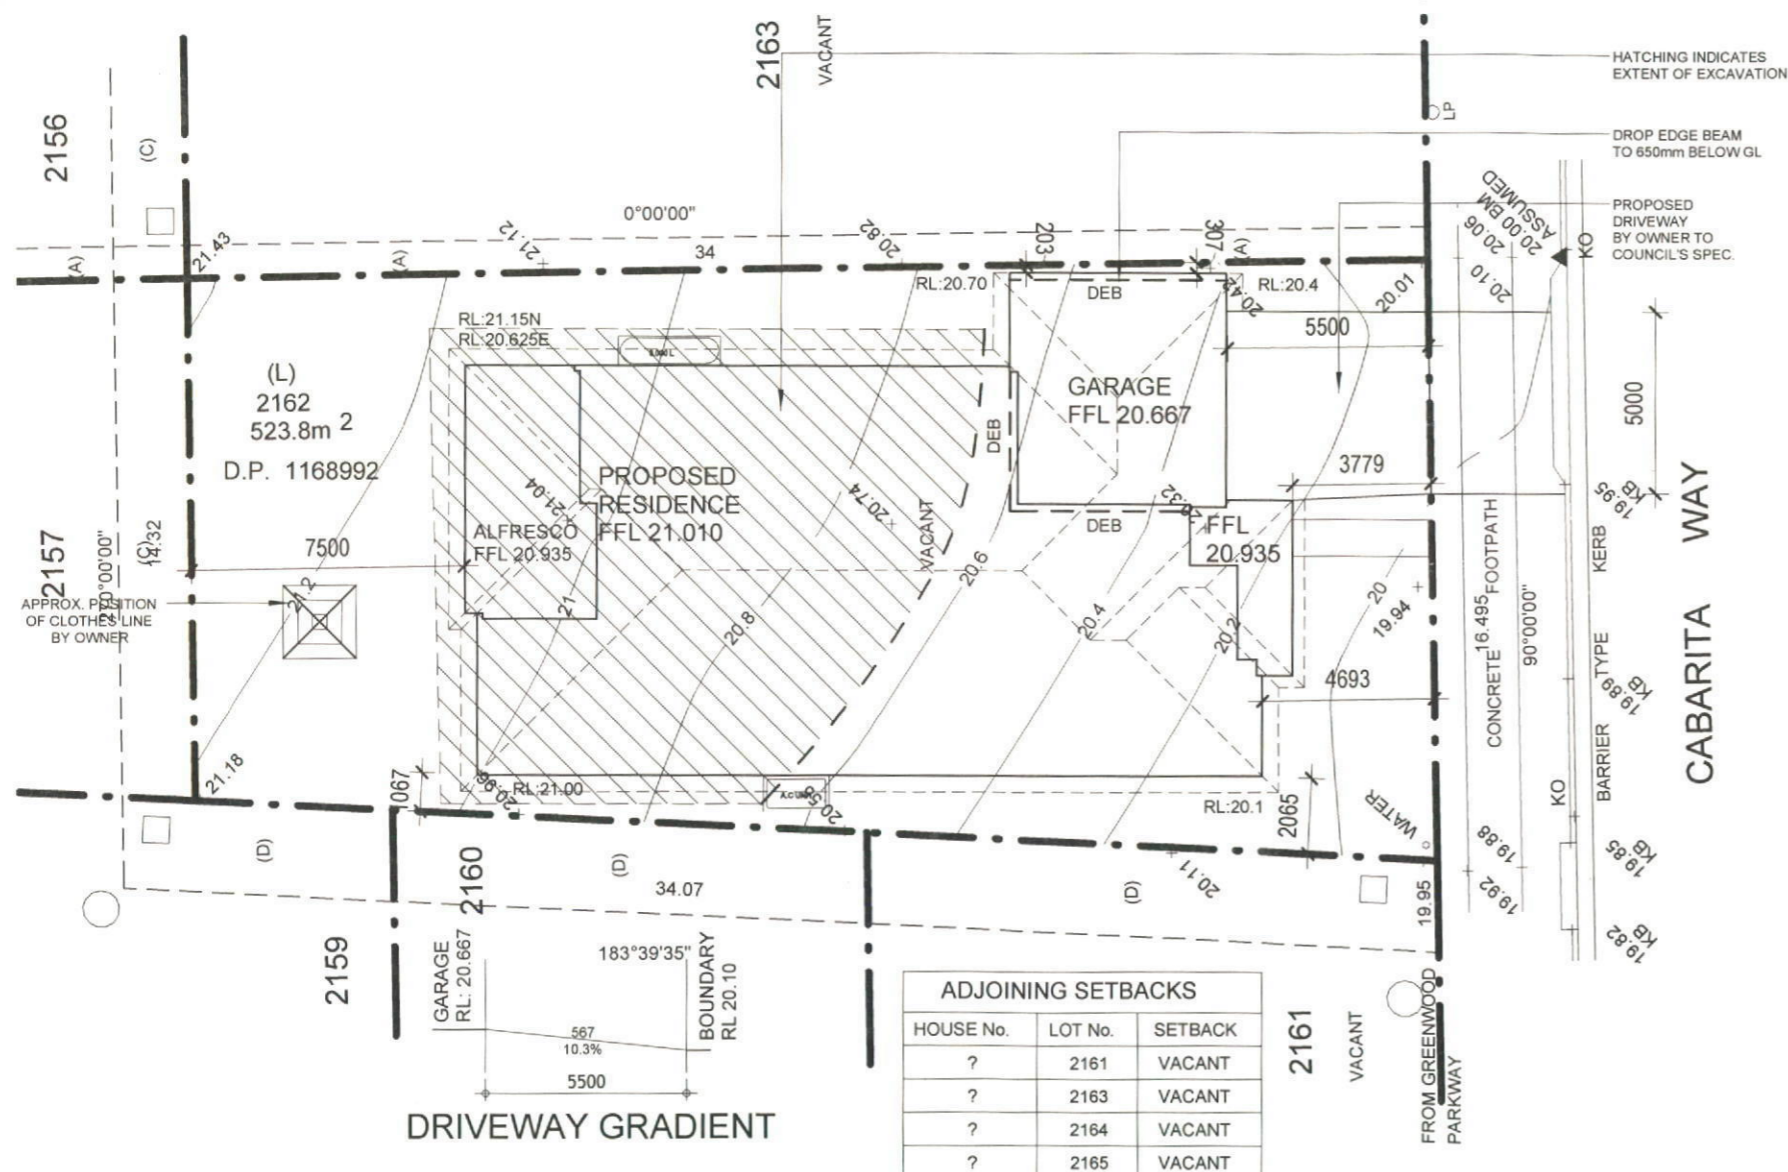 2163
VACANT
HATCHING INDICATES
EXTENT OF EXCAVATION
2156
(C)
LP
DROP EDGE BEAM
TO 650mm BELOW GL
PROPOSED
DRIVEWAY
BY OWNER TO
COUNCIL'S SPEC.
20.00 BM
ASSUMED
20.06
20.10
KO
0°00'00"
21.43
21.12
34
20.82
203
307
(A)
(A)
(A)
RL:20.70
DEB
20.42
RL:20.4
20.01
5500
5000
RL:21.15N
RL:20.625E
(L)
2162
523.8m 2
D.P. 1168992
GARAGE
FFL 20.667
DEB
3779
PROPOSED
RESIDENCE
FFL 21.010
21.04
20.74
VACANT
20.32
DEB
FFL
20.935
ALFRESCO
FFL 20.935
19.95
KB
2157
(C)
14.32
7500
21.2
APPROX. POSITION
OF CLOTHES LINE
BY OWNER
21
20.8
20.6
20.4
20.2
20
19.94
16.495
CONCRETE FOOTPATH
90°00'00"
BARRIER TYPE KERB
19.89
KB
CABARITA WAY
4693
21.18
1067
20.96
RL:21.00
20.58
RL:20.1
2065
WATER
KO
19.88
19.92
19.85
KB
19.82
KB
(D)
(D)
(D)
20.11
19.95
2160
34.07
2159
183°39'35"
GARAGE
RL: 20.667
BOUNDARY
RL 20.10
567
10.3%
5500
DRIVEWAY GRADIENT
ADJOINING SETBACKS
HOUSE No. LOT No. SETBACK
? 2161 VACANT
? 2163 VACANT
? 2164 VACANT
? 2165 VACANT
2161
VACANT
FROM GREENWOOD
PARKWAY